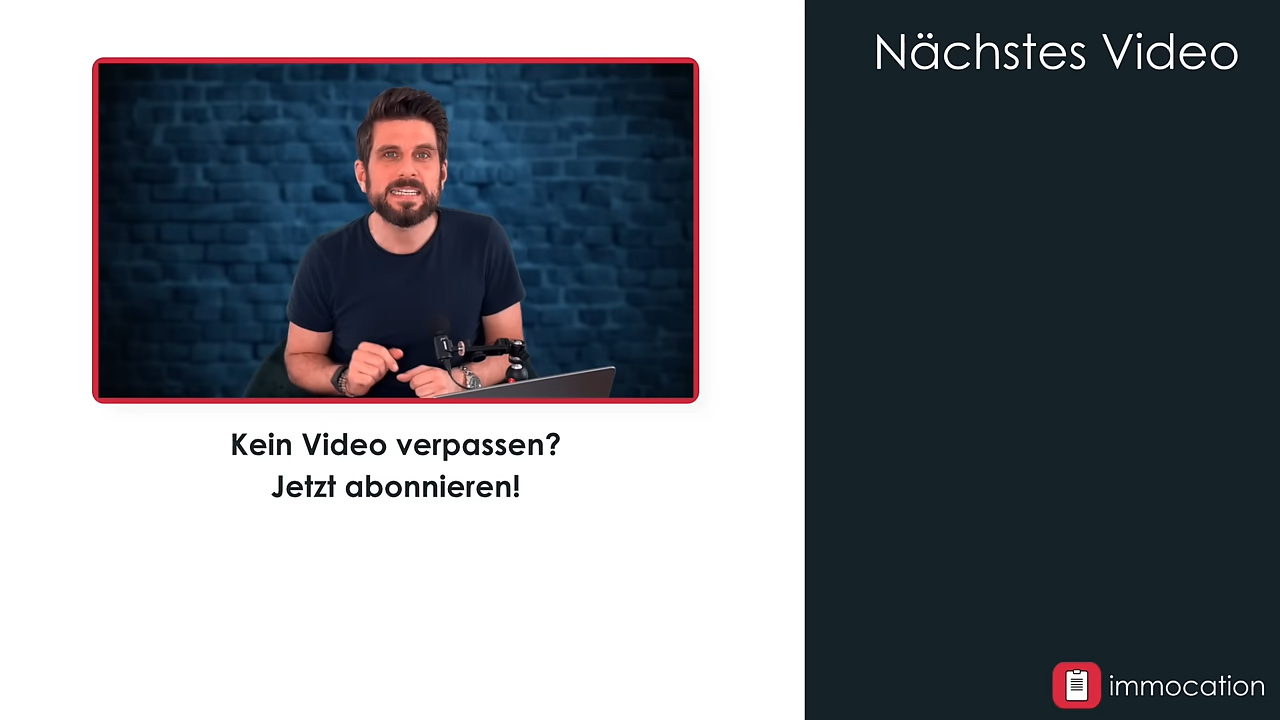 Nächstes Video
Kein Video verpassen?
Jetzt abonnieren!
immocation